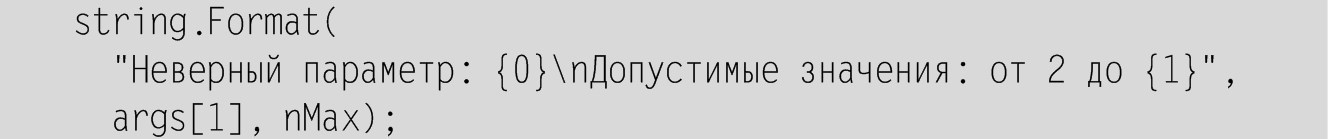 string.Format(
"Неверный параметр: {0}\nДопустимые значения: от 2 до {1}",
args[1], nMax);